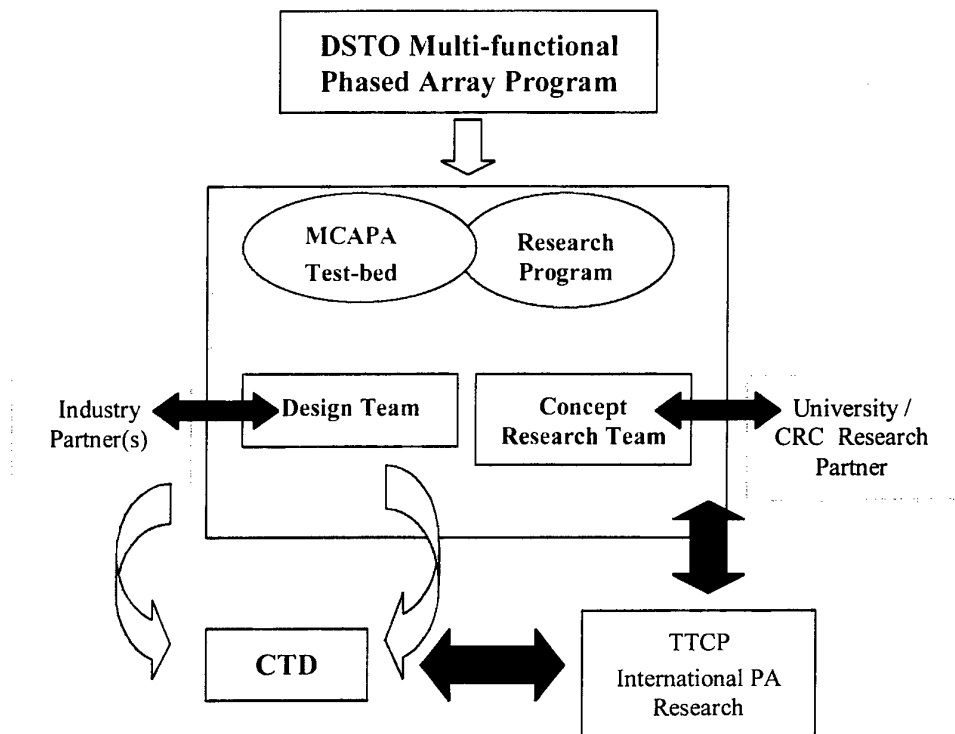 DSTO Multi-functional
Phased Array Program
MCAPA
Test-bed
Research
Program
Industry
Partner(s)
Design Team
Concept
Research Team
University /
CRC Research
Partner
CTD
TTCP
International PA
Research